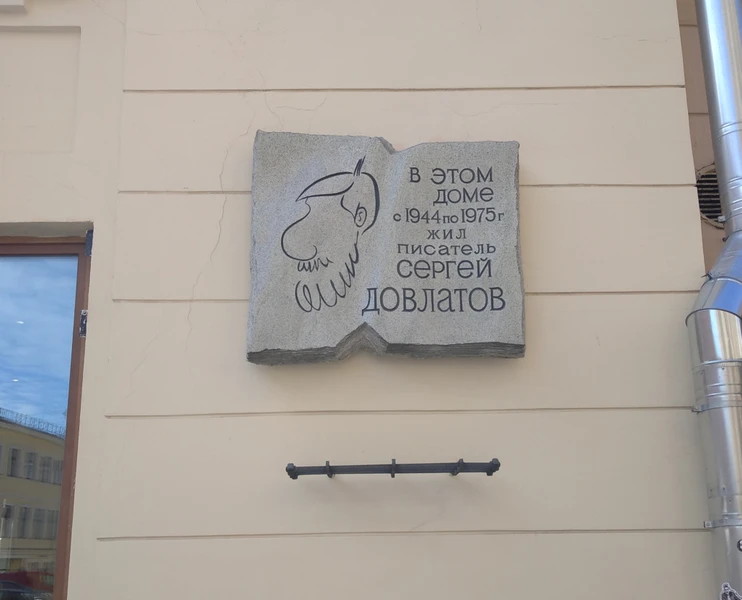 В ЭТОМ
ДОМЕ
с 1944 по 1975 г
ЖИЛ
писатель
СЕРГЕЙ
ДОВЛАТОВ